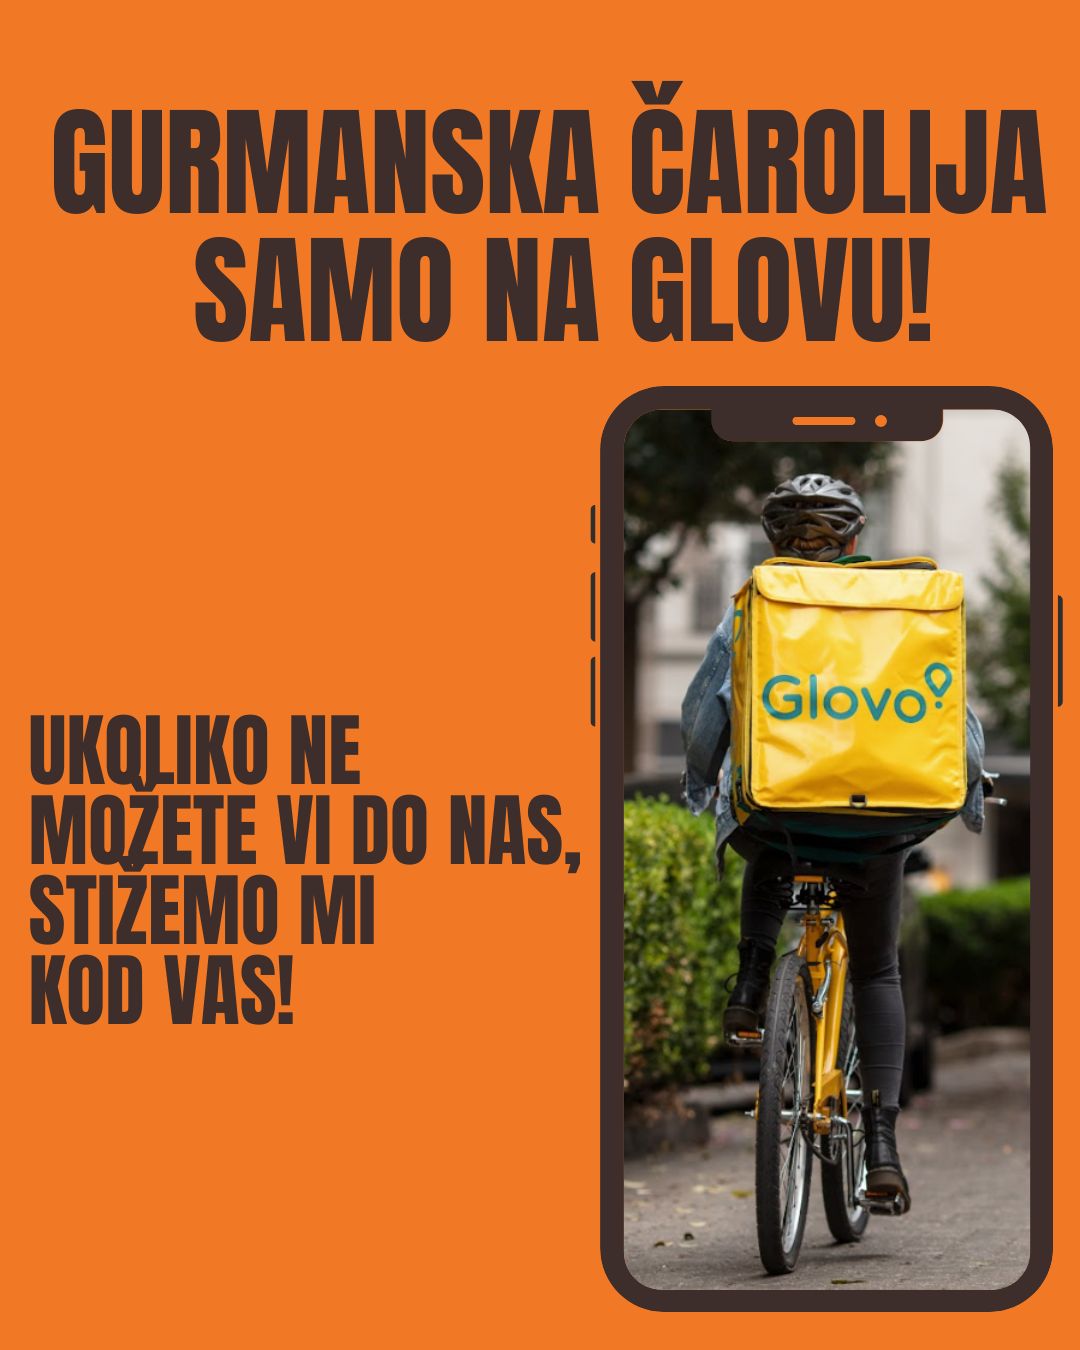 GURMANSKA ČAROLIJA
SAMO NA GLOVU!
UKOLIKO NE
MOŽETE VI DO NAS,
STIŽEMO MI
KOD VAS!
Glovo